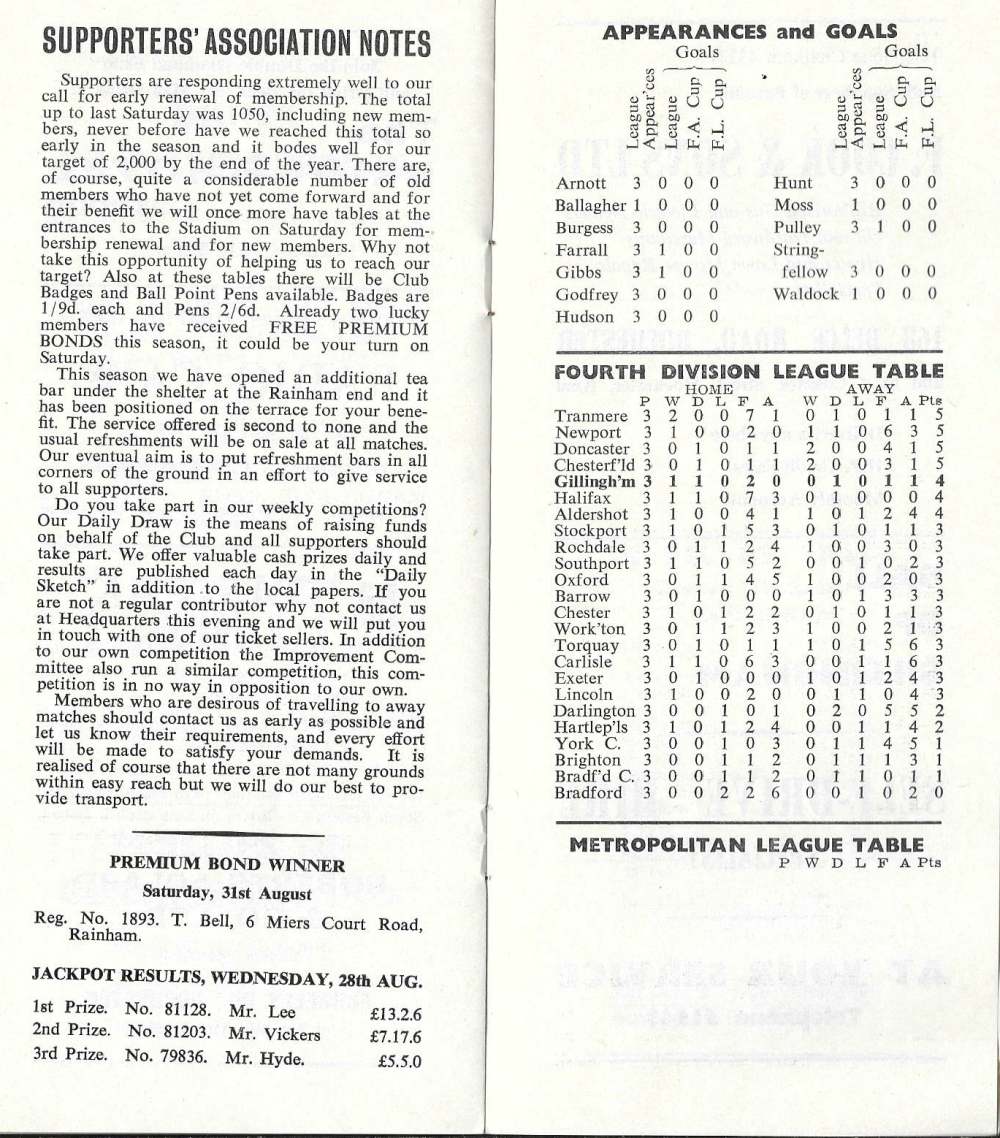 SUPPORTERS' ASSOCIATION NOTES
Supporters are responding extremely well to our
call for early renewal of membership. The total
up to last Saturday was 1050, including new mem-
bers, never before have we reached this total so
early in the season and it bodes well for our
target of 2,000 by the end of the year. There are,
of course, quite a considerable number of old
members who have not yet come forward and for
their benefit we will once more have tables at the
entrances to the Stadium on Saturday for mem-
bership renewal and for new members. Why not
take this opportunity of helping us to reach our
target? Also at these tables there will be Club
Badges and Ball Point Pens available. Badges are
1/9d. each and Pens 2/6d. Already two lucky
members have received FREE PREMIUM
BONDS this season, it could be your turn on
Saturday.
This season we have opened an additional tea
bar under the shelter at the Rainham end and it
has been positioned on the terrace for your bene-
fit. The service offered is second to none and the
usual refreshments will be on sale at all matches.
Our eventual aim is to put refreshment bars in all
corners of the ground in an effort to give service
to all supporters.
Do you take part in our weekly competitions?
Our Daily Draw is the means of raising funds
on behalf of the Club and all supporters should
take part. We offer valuable cash prizes daily and
results are published each day in the "Daily
Sketch" in addition to the local papers. If you
are not a regular contributor why not contact us
at Headquarters this evening and we will put you
in touch with one of our ticket sellers. In addition
to our own competition the Improvement Com-
mittee also run a similar competition, this com-
petition is in no way in opposition to our own.
Members who are desirous of travelling to away
matches should contact us as early as possible and
let us know their requirements, and every effort
will be made to satisfy your demands. It is
realised of course that there are not many grounds
within easy reach but we will do our best to pro-
vide transport.
PREMIUM BOND WINNER
Saturday, 31st August
Reg. No. 1893. T. Bell, 6 Miers Court Road,
Rainham.
JACKPOT RESULTS, WEDNESDAY, 28th AUG.
1st Prize. No. 81128. Mr. Lee £13.2.6
2nd Prize. No. 81203. Mr. Vickers £7.17.6
3rd Prize. No. 79836. Mr. Hyde. £5.5.0
APPEARANCES and GOALS
Goals Goals
League Appear'ces League F.A. Cup F.L. Cup League Appear'ces League F.A. Cup F.L. Cup
Arnott 3 0 0 0 Hunt 3 0 0 0
Ballagher 1 0 0 0 Moss 1 0 0 0
Burgess 3 0 0 0 Pulley 3 1 0 0
Farrall 3 1 0 0 String-
Gibbs 3 1 0 0 fellow 3 0 0 0
Godfrey 3 0 0 0 Waldock 1 0 0 0
Hudson 3 0 0 0
FOURTH DIVISION LEAGUE TABLE
HOME AWAY
P W D L F A W D L F A Pts
Tranmere 3 2 0 0 7 1 0 1 0 1 1 5
Newport 3 1 0 0 2 0 1 1 0 6 3 5
Doncaster 3 0 1 0 1 1 2 0 0 4 1 5
Chesterf'ld 3 0 1 0 1 1 2 0 0 3 1 5
Gillingh'm 3 1 1 0 2 0 0 1 0 1 1 4
Halifax 3 1 1 0 7 3 0 1 0 0 0 4
Aldershot 3 1 0 0 4 1 1 0 1 2 4 4
Stockport 3 1 0 1 5 3 0 1 0 1 1 3
Rochdale 3 0 1 1 2 4 1 0 0 3 0 3
Southport 3 1 1 0 5 2 0 0 1 0 2 3
Oxford 3 0 1 1 4 5 1 0 0 2 0 3
Barrow 3 0 1 0 0 0 1 0 1 3 3 3
Chester 3 1 0 1 2 2 0 1 0 1 1 3
Work'ton 3 0 1 1 2 3 1 0 0 2 1 3
Torquay 3 0 1 0 1 1 1 0 1 5 6 3
Carlisle 3 1 1 0 6 3 0 0 1 1 6 3
Exeter 3 0 1 0 0 0 1 0 1 2 4 3
Lincoln 3 1 0 0 2 0 0 1 1 0 4 3
Darlington 3 0 0 1 0 1 0 2 0 5 5 2
Hartlep'ls 3 1 0 1 2 4 0 0 1 1 4 2
York C. 3 0 0 1 0 3 0 1 1 4 5 1
Brighton 3 0 0 1 1 2 0 1 1 1 3 1
Bradf'd C. 3 0 0 1 1 2 0 1 1 0 1 1
Bradford 3 0 0 2 2 6 0 0 1 0 2 0
METROPOLITAN LEAGUE TABLE
P W D L F A Pts